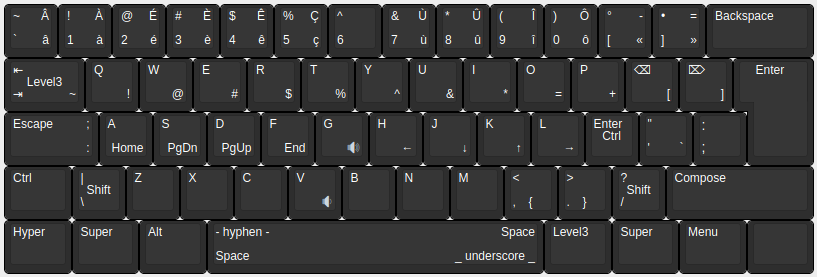 ~ Â ! À @ É # È $ Ê % Ç ^ & Ù * Û ( Î ) Ô ° - • = Backspace
` â 1 à 2 é 3 è 4 ê 5 ç 6 7 ù 8 û 9 î 0 ô [ « ] »
⇤ Level3 Q W E R T Y U I O P ⌫ ⌦ Enter
⇥ ~ ! @ # $ % ^ & * = + [ ]
Escape ; A S D F G H J K L Enter Ctrl " :
: Home PgDn PgUp End 🔊 ← ↓ ↑ → ' ` ;
Ctrl | Shift Z X C V B N M < > ? Shift Compose
\ 🔉 , { . } /
Hyper Super Alt - hyphen - Space Level3 Super Menu
Space _ underscore _